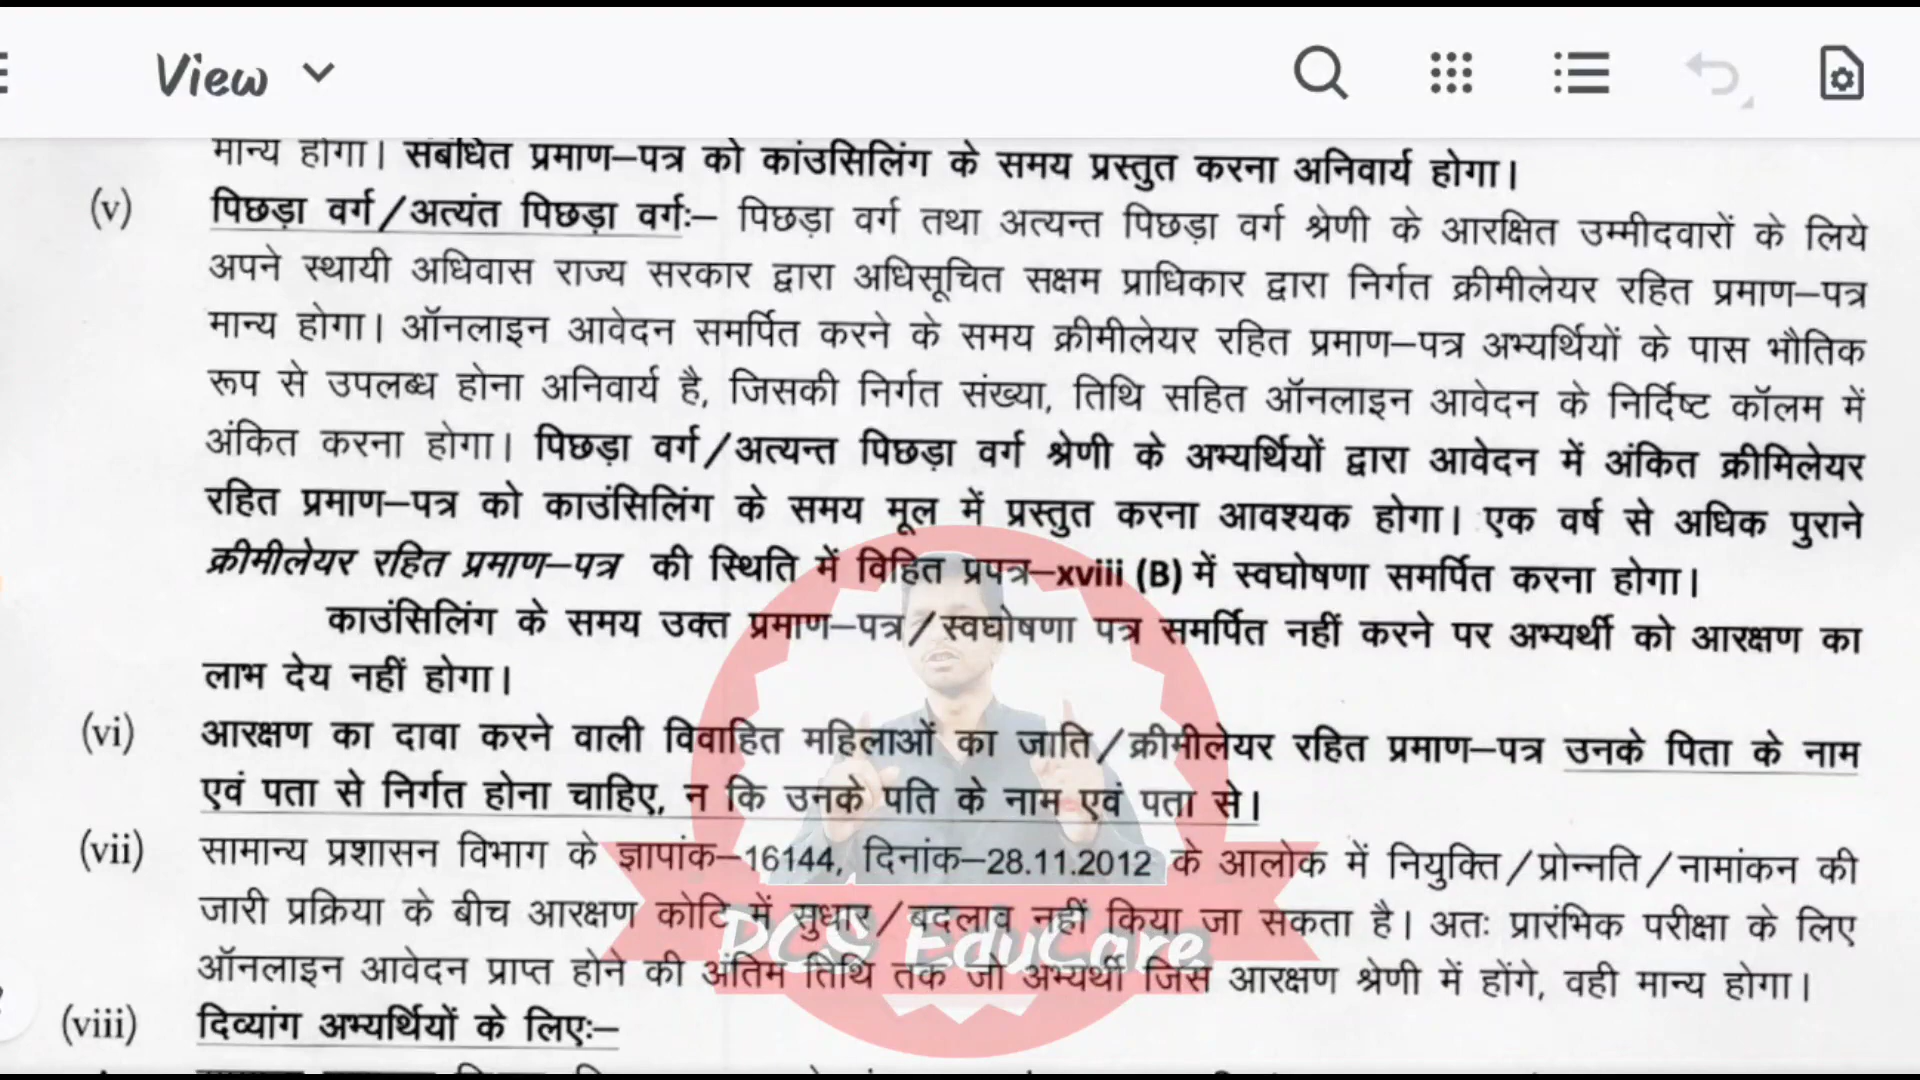 View
मान्य होगा। संबंधित प्रमाण–पत्र को कांउसिलिंग के समय प्रस्तुत करना अनिवार्य होगा।
(v) पिछड़ा वर्ग/अत्यंत पिछड़ा वर्गः– पिछड़ा वर्ग तथा अत्यन्त पिछड़ा वर्ग श्रेणी के आरक्षित उम्मीदवारों के लिये
अपने स्थायी अधिवास राज्य सरकार द्वारा अधिसूचित सक्षम प्राधिकार द्वारा निर्गत क्रीमीलेयर रहित प्रमाण–पत्र
मान्य होगा। ऑनलाइन आवेदन समर्पित करने के समय क्रीमीलेयर रहित प्रमाण–पत्र अभ्यर्थियों के पास भौतिक
रूप से उपलब्ध होना अनिवार्य है, जिसकी निर्गत संख्या, तिथि सहित ऑनलाइन आवेदन के निर्दिष्ट कॉलम में
अंकित करना होगा। पिछड़ा वर्ग/अत्यन्त पिछड़ा वर्ग श्रेणी के अभ्यर्थियों द्वारा आवेदन में अंकित क्रीमिलेयर
रहित प्रमाण–पत्र को काउंसिलिंग के समय मूल में प्रस्तुत करना आवश्यक होगा। एक वर्ष से अधिक पुराने
क्रीमीलेयर रहित प्रमाण–पत्र की स्थिति में विहित प्रपत्र–xviii (B) में स्वघोषणा समर्पित करना होगा।
काउंसिलिंग के समय उक्त प्रमाण–पत्र/स्वघोषणा पत्र समर्पित नहीं करने पर अभ्यर्थी को आरक्षण का
लाभ देय नहीं होगा।
(vi) आरक्षण का दावा करने वाली विवाहित महिलाओं का जाति/क्रीमीलेयर रहित प्रमाण–पत्र उनके पिता के नाम
एवं पता से निर्गत होना चाहिए, न कि उनके पति के नाम एवं पता से।
(vii) सामान्य प्रशासन विभाग के ज्ञापांक–16144, दिनांक–28.11.2012 के आलोक में नियुक्ति/प्रोन्नति/नामांकन की
जारी प्रक्रिया के बीच आरक्षण कोटि में सुधार/बदलाव नहीं किया जा सकता है। अतः प्रारंभिक परीक्षा के लिए
PCS EduCare
ऑनलाइन आवेदन प्राप्त होने की अंतिम तिथि तक जो अभ्यर्थी जिस आरक्षण श्रेणी में होंगे, वही मान्य होगा।
(viii) दिव्यांग अभ्यर्थियों के लिएः–